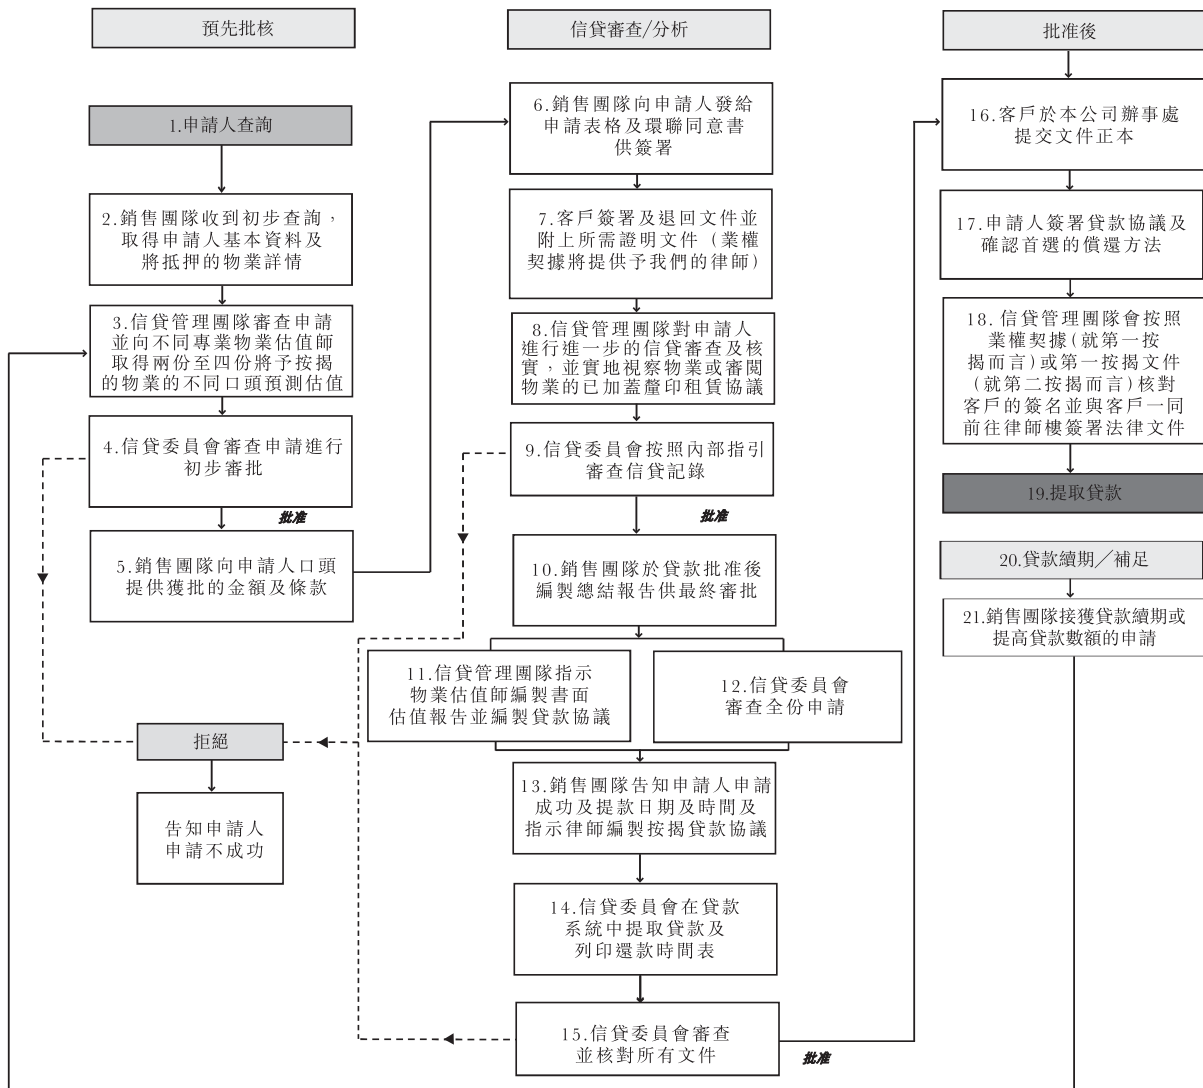 預先批核
1.申請人查詢
2.銷售團隊收到初步查詢，
取得申請人基本資料及
將抵押的物業詳情
3.信貸管理團隊審查申請
並向不同專業物業估值師
取得兩份至四份將予按揭
的物業的不同口頭預測估值
4.信貸委員會審查申請進行
初步審批
批准
5.銷售團隊向申請人口頭
提供獲批的金額及條款
拒絕
告知申請人
申請不成功
信貸審查/分析
6.銷售團隊向申請人發給
申請表格及環聯同意書
供簽署
7.客戶簽署及退回文件並
附上所需證明文件（業權
契據將提供予我們的律師）
8.信貸管理團隊對申請人
進行進一步的信貸審查及核
實，並實地視察物業或審閱
物業的已加蓋釐印租賃協議
9.信貸委員會按照內部指引
審查信貸記錄
批准
10.銷售團隊於貸款批准後
編製總結報告供最終審批
11.信貸管理團隊指示
物業估值師編製書面
估值報告並編製貸款協議
12.信貸委員會
審查全份申請
13.銷售團隊告知申請人申請
成功及提款日期及時間及
指示律師編製按揭貸款協議
14.信貸委員會在貸款
系統中提取貸款及
列印還款時間表
15.信貸委員會審查
並核對所有文件
批准
批准後
16.客戶於本公司辦事處
提交文件正本
17.申請人簽署貸款協議及
確認首選的償還方法
18.信貸管理團隊會按照
業權契據（就第一按
揭而言）或第一按揭文件
（就第二按揭而言）核對
客戶的簽名並與客戶一同
前往律師樓簽署法律文件
19.提取貸款
20.貸款續期／補足
21.銷售團隊接獲貸款續期或
提高貸款數額的申請